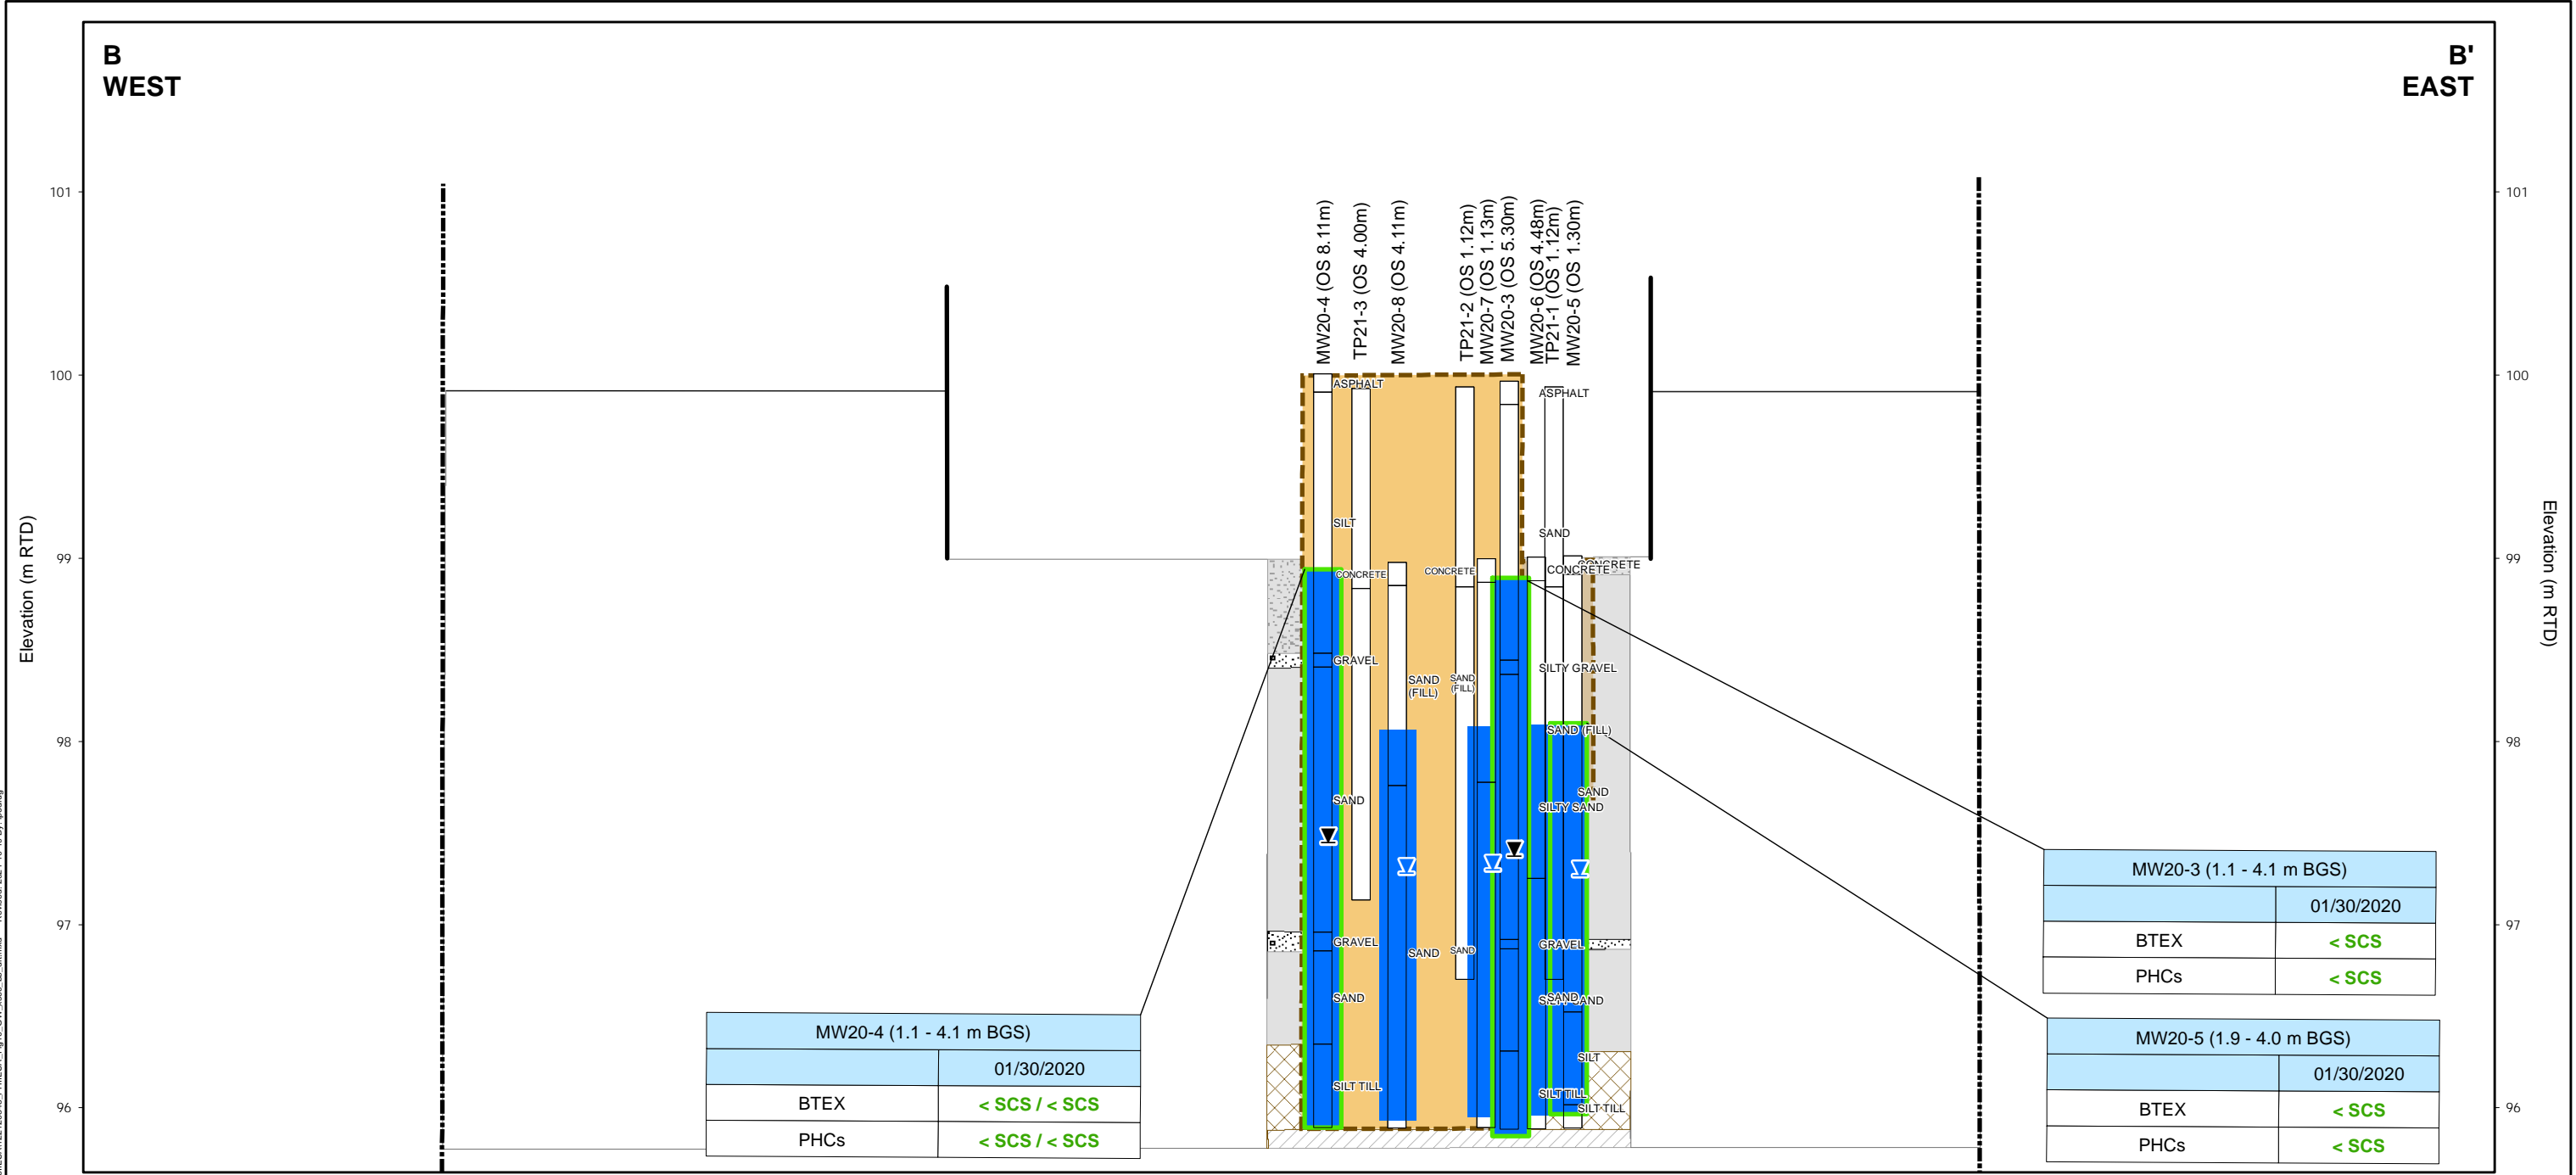 B
WEST
B'
EAST
101
100
99
98
97
96
Elevation (m RTD)
101
100
99
98
97
96
Elevation (m RTD)
MW20-4 (OS 8.11m)
TP21-3 (OS 4.00m)
MW20-8 (OS 4.11m)
TP21-2 (OS 1.12m)
MW20-7 (OS 1.13m)
MW20-3 (OS 5.30m)
MW20-6 (OS 4.48m)
TP21-1 (OS 1.12m)
MW20-5 (OS 1.30m)
ASPHALT
SILT
GRAVEL
SAND
GRAVEL
SAND
SILT TILL
CONCRETE
SAND
(FILL)
SAND
CONCRETE
SAND
(FILL)
SAND
ASPHALT
SAND
SILTY GRAVEL
SILTY SAND
GRAVEL
SILTY SAND
SILT TILL
CONCRETE
SAND (FILL)
SAND
CONCRETE
SAND
SILT
SILT TILL
MW20-4 (1.1 - 4.1 m BGS)
01/30/2020
BTEX < SCS / < SCS
PHCs < SCS / < SCS
MW20-3 (1.1 - 4.1 m BGS)
01/30/2020
BTEX < SCS
PHCs < SCS
MW20-5 (1.9 - 4.0 m BGS)
01/30/2020
BTEX < SCS
PHCs < SCS